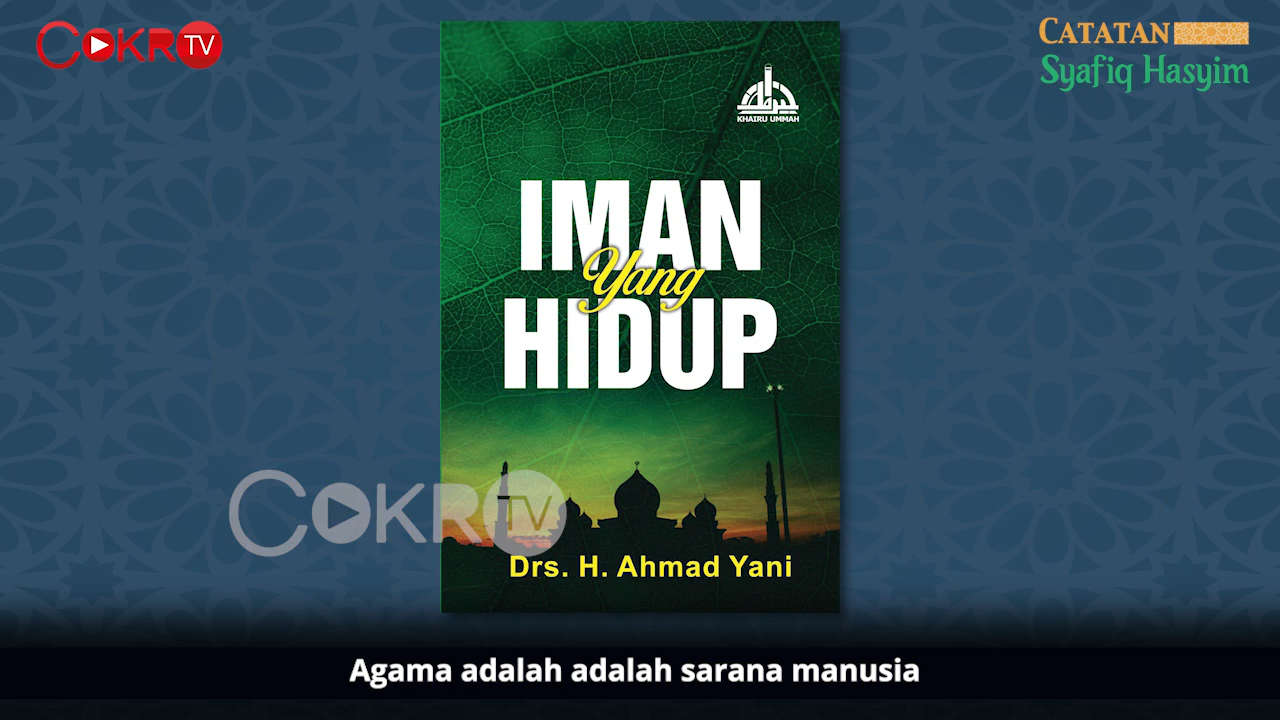 COKRO TV
CATATAN
Syafiq Hasyim
KHAIRU UMMAH
IMAN
Yang
HIDUP
COKRO TV
Drs. H. Ahmad Yani
Agama adalah adalah sarana manusia